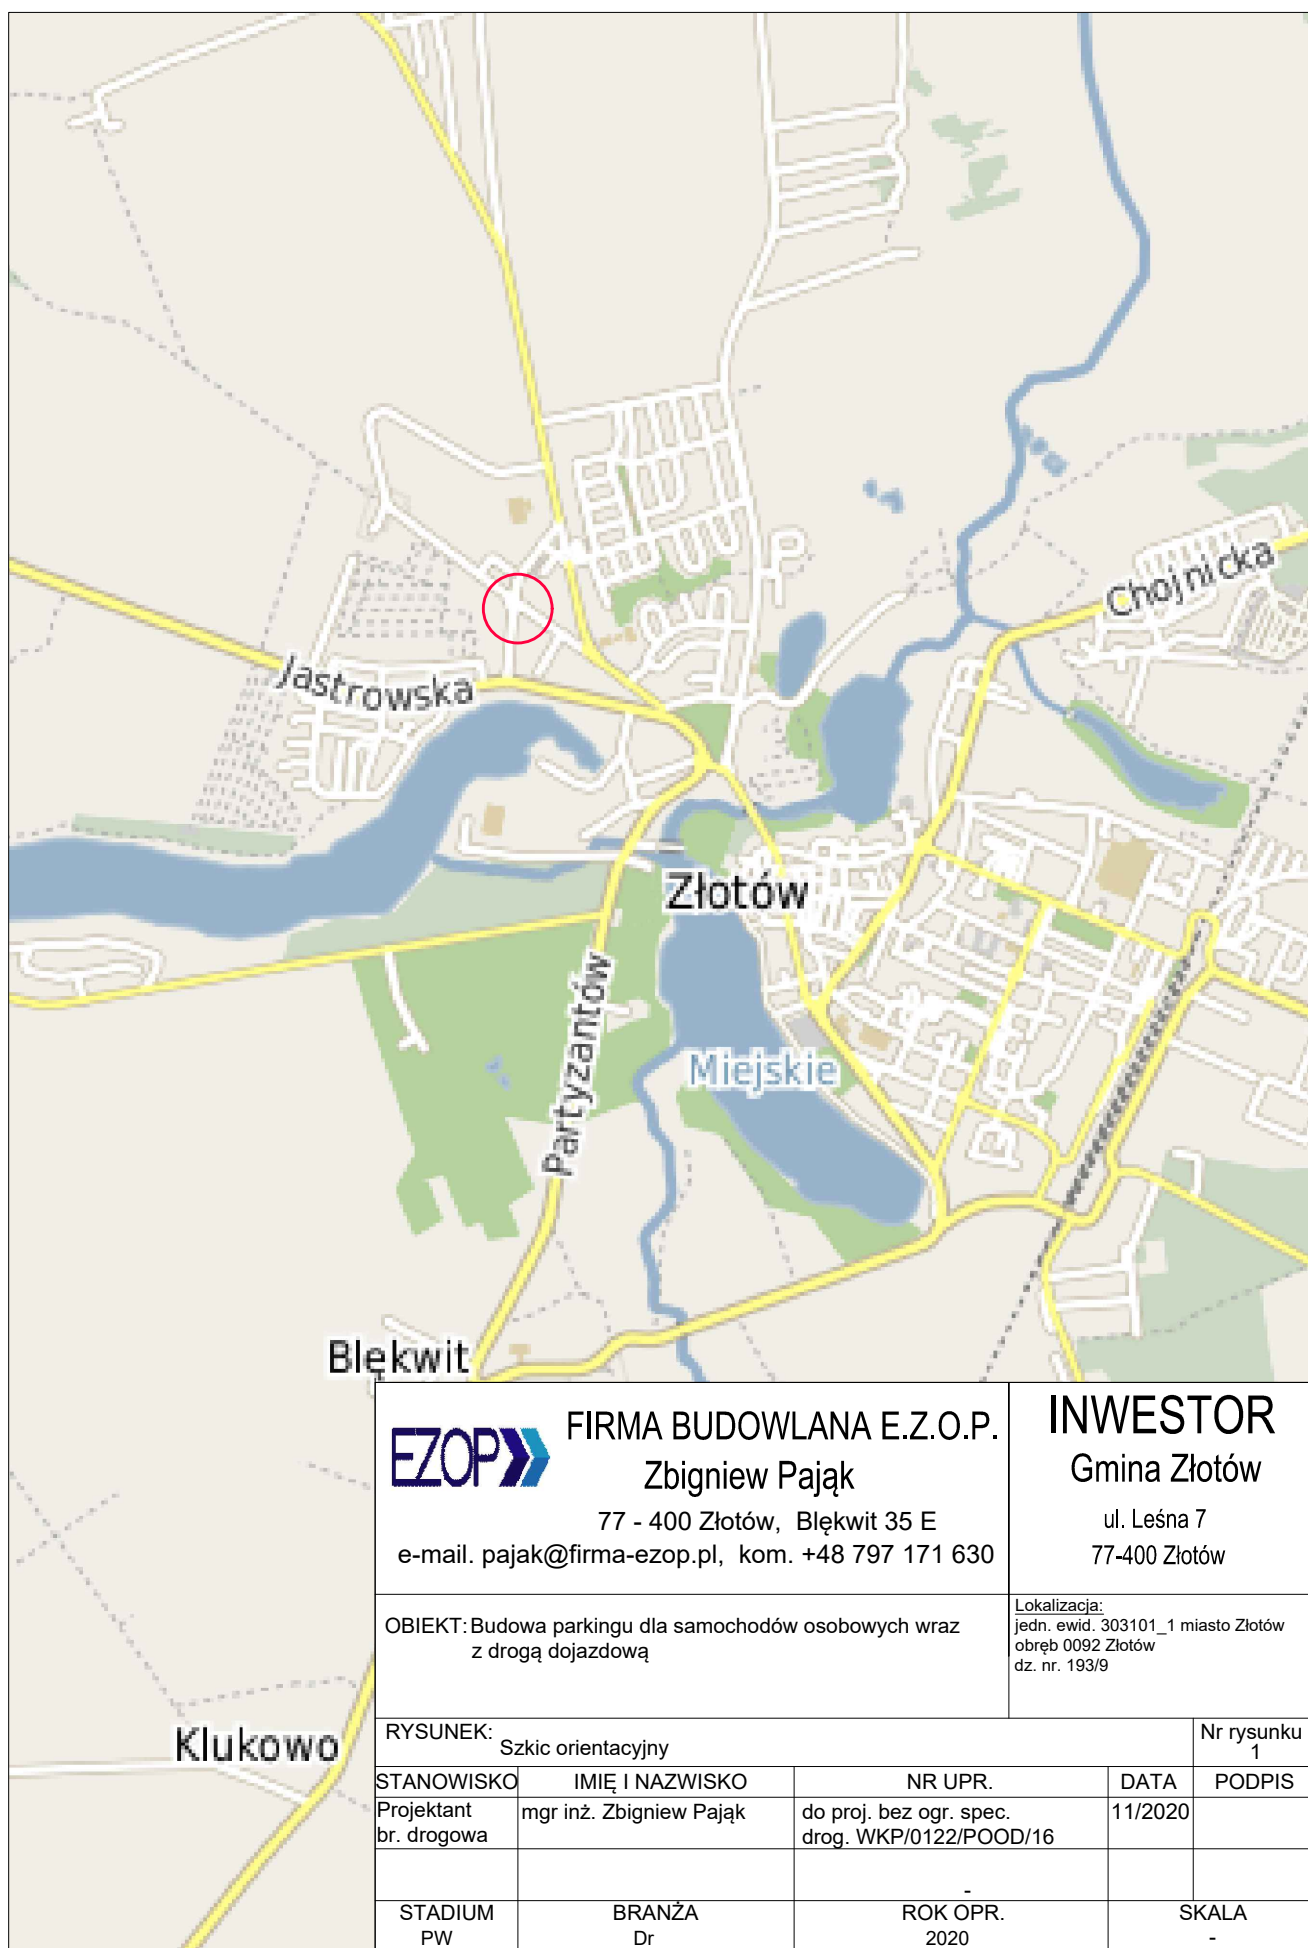 Chojnicka
Jastrowska
Złotów
Partyzantów
Miejskie
Blękwit
Klukowo
EZOP
FIRMA BUDOWLANA E.Z.O.P.
Zbigniew Pająk
77 - 400 Złotów, Blękwit 35 E
e-mail. pajak@firma-ezop.pl, kom. +48 797 171 630
INWESTOR
Gmina Złotów
ul. Leśna 7
77-400 Złotów
OBIEKT: Budowa parkingu dla samochodów osobowych wraz
z drogą dojazdową
Lokalizacja:
jedn. ewid. 303101_1 miasto Złotów
obręb 0092 Złotów
dz. nr. 193/9
RYSUNEK: Szkic orientacyjny
Nr rysunku
1
STANOWISKO IMIĘ I NAZWISKO NR UPR. DATA PODPIS
Projektant
br. drogowa
mgr inż. Zbigniew Pająk
do proj. bez ogr. spec.
drog. WKP/0122/POOD/16
11/2020
-
STADIUM BRANŻA ROK OPR. SKALA
PW Dr 2020 -